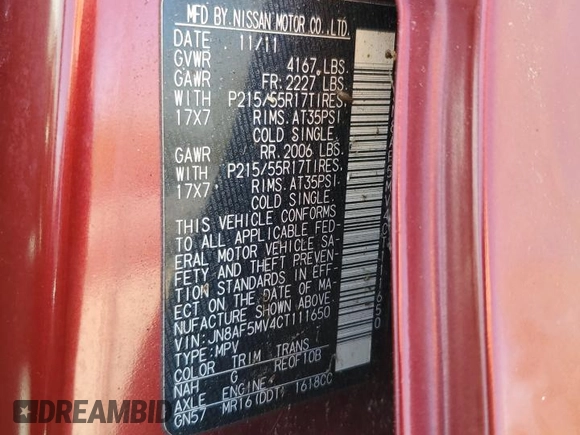 MFD BY NISSAN MOTOR CO.,LTD.
DATE 11/11
GVWR 4167 LBS.
GAWR FR. 2227 LBS.
WITH P215/55R17TIRES.
17X7 RIMS. AT35PSI
COLD SINGLE.
GAWR RR. 2006 LBS.
WITH P215/55R17TIRES.
17X7 RIMS. AT35PSI
COLD SINGLE.
THIS VEHICLE CONFORMS
TO ALL APPLICABLE FED-
ERAL MOTOR VEHICLE SA-
FETY AND THEFT PREVEN-
TION STANDARDS IN EFF-
ECT ON THE DATE OF MA-
NUFACTURE SHOWN ABOVE.
VIN: JN8AF5MV4CT111650
TYPE: MPV
COLOR TRIM TRANS
NAH G RE0F10B
AXLE ENGINE
GN57 MR16(DDT) 1618CC
DREAMBID